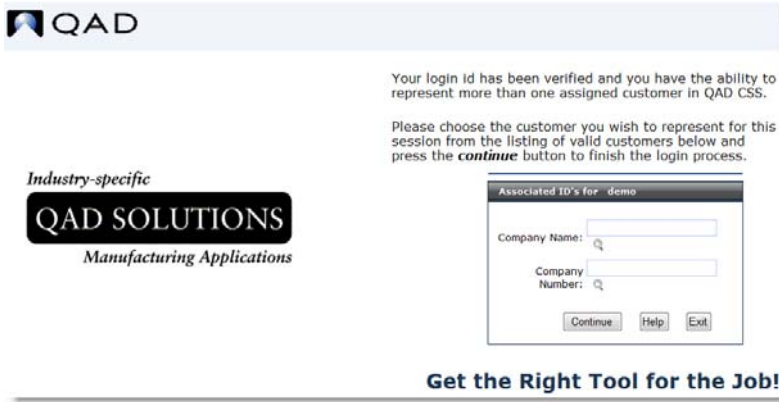 QAD
Your login id has been verified and you have the ability to
represent more than one assigned customer in QAD CSS.
Please choose the customer you wish to represent for this
session from the listing of valid customers below and
press the continue button to finish the login process.
Industry-specific
QAD SOLUTIONS
Manufacturing Applications
Associated ID's for demo
Company Name:
Company
Number:
Continue Help Exit
Get the Right Tool for the Job!